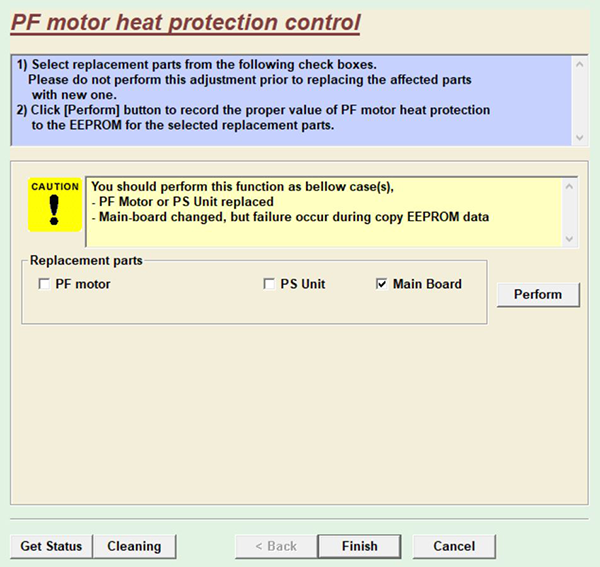 PF motor heat protection control
1) Select replacement parts from the following check boxes.
Please do not perform this adjustment prior to replacing the affected parts
with new one.
2) Click [Perform] button to record the proper value of PF motor heat protection
to the EEPROM for the selected replacement parts.
CAUTION
You should perform this function as bellow case(s),
- PF Motor or PS Unit replaced
- Main-board changed, but failure occur during copy EEPROM data
Replacement parts
PF motor PS Unit Main Board
Perform
Get Status Cleaning < Back Finish Cancel